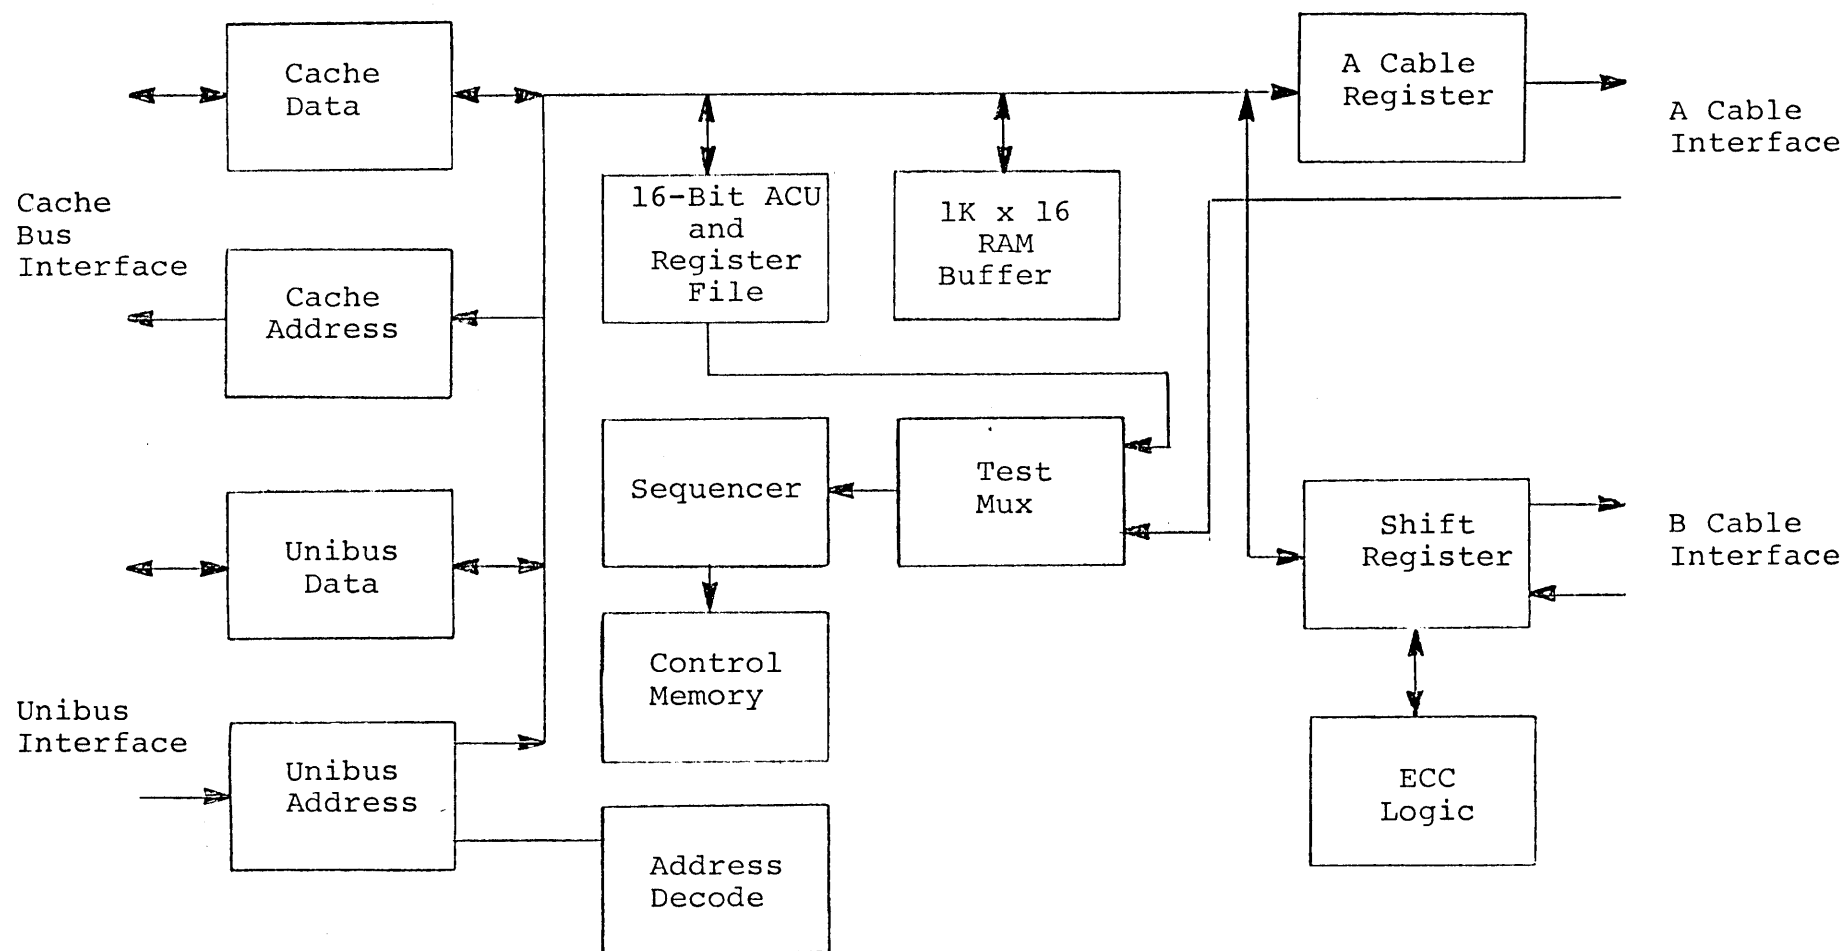 Cache
Data
A Cable
Register
A Cable
Interface
Cache
Bus
Interface
16-Bit ACU
and
Register
File
1K x 16
RAM
Buffer
Cache
Address
Sequencer
Test
Mux
Shift
Register
B Cable
Interface
Unibus
Data
Control
Memory
Unibus
Interface
Unibus
Address
ECC
Logic
Address
Decode